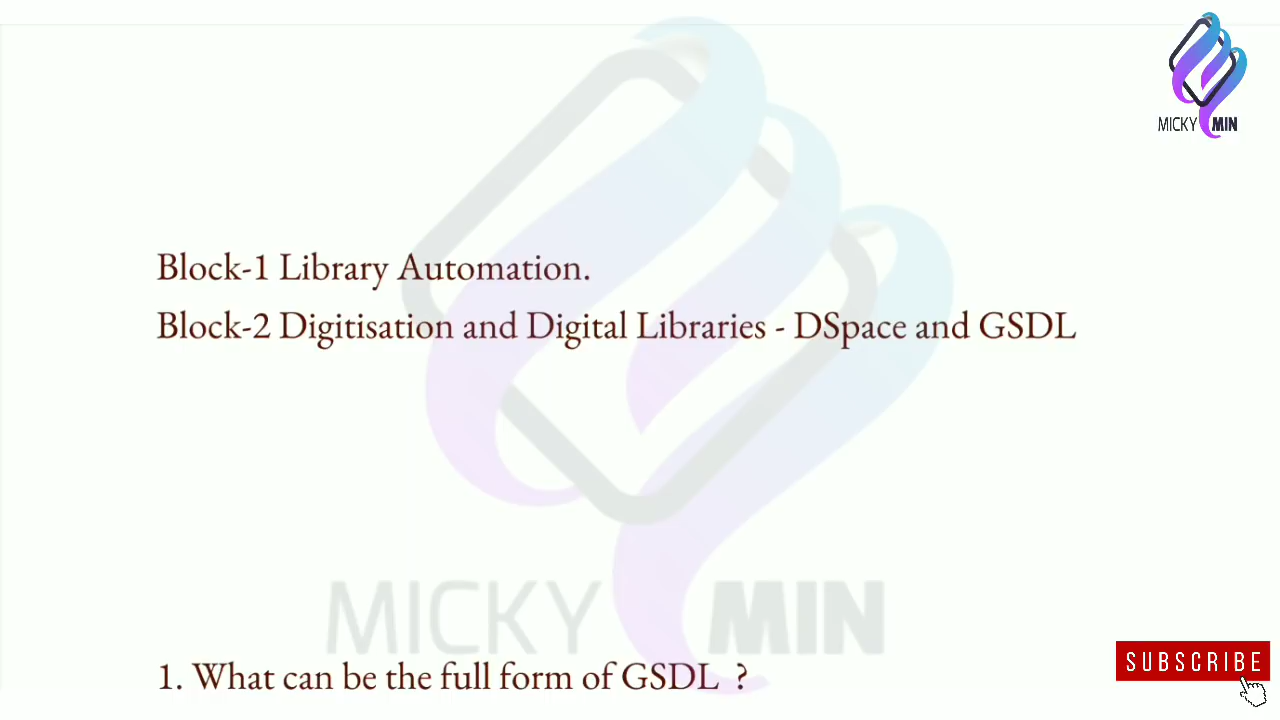 MICKY MIN
Block-1 Library Automation.
Block-2 Digitisation and Digital Libraries - DSpace and GSDL
MICKY MIN
1. What can be the full form of GSDL ?
SUBSCRIBE